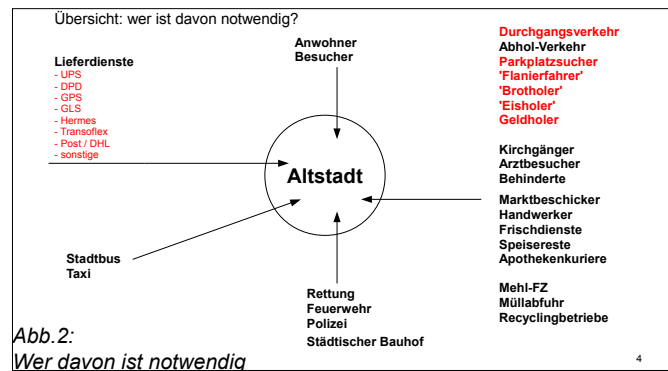 Übersicht: wer ist davon notwendig?
Anwohner
Besucher
Lieferdienste
- UPS
- DPD
- GPS
- GLS
- Hermes
- Transoflex
- Post / DHL
- sonstige
Altstadt
Stadtbus
Taxi
Rettung
Feuerwehr
Polizei
Städtischer Bauhof
Durchgangsverkehr
Abhol-Verkehr
Parkplatzsucher
'Flanierfahrer'
'Brotholer'
'Eisholer'
Geldholer
Kirchgänger
Arztbesucher
Behinderte
Marktbeschicker
Handwerker
Frischdienste
Speisereste
Apothekenkuriere
Mehl-FZ
Müllabfuhr
Recyclingbetriebe
Abb.2:
Wer davon ist notwendig
4